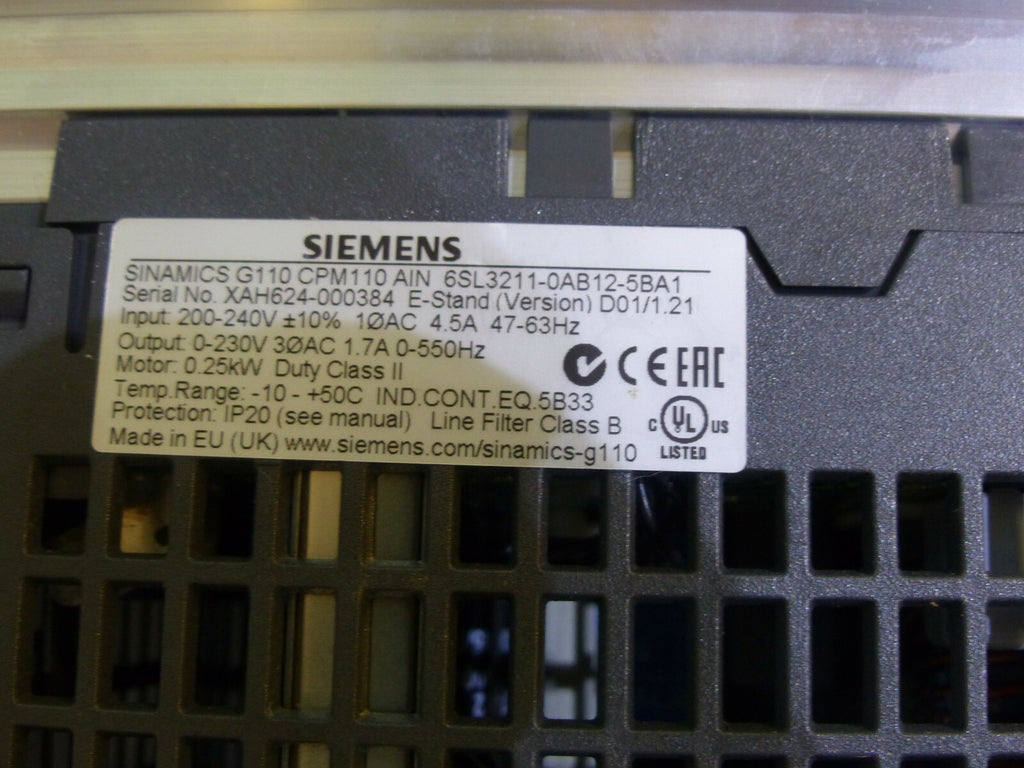 SIEMENS
SINAMICS G110 CPM110 AIN 6SL3211-0AB12-5BA1
Serial No. XAH624-000384 E-Stand (Version) D01/1.21
Input: 200-240V ±10% 1ØAC 4.5A 47-63Hz
Output: 0-230V 3ØAC 1.7A 0-550Hz
Motor: 0.25kW Duty Class II
Temp.Range: -10 - +50C IND.CONT.EQ.5B33
Protection: IP20 (see manual) Line Filter Class B
Made in EU (UK) www.siemens.com/sinamics-g110
CE EAC
C UL US
LISTED